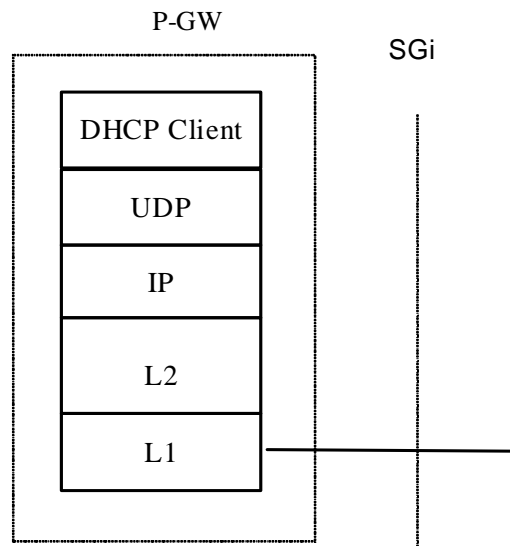 P-GW
SGi
DHCP Client
UDP
IP
L2
L1